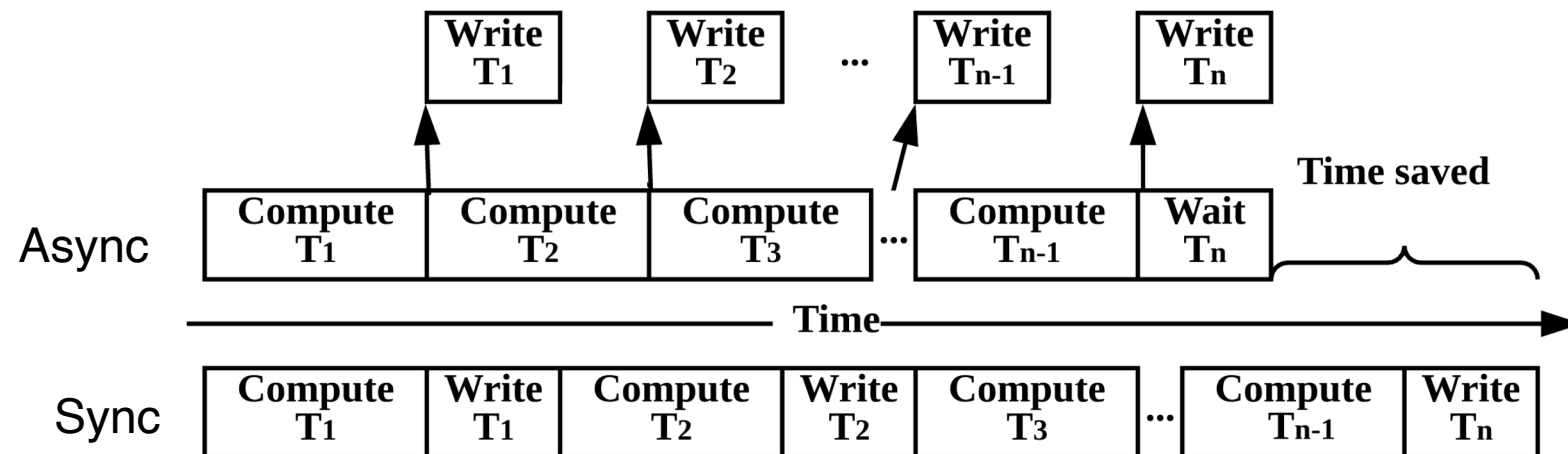 Write Write Write Write
T1 T2 ... Tn-1 Tn
Time saved
Async
Compute Compute Compute Compute Wait
T1 T2 T3 ... Tn-1 Tn
Time
Sync
Compute Write Compute Write Compute Compute Write
T1 T1 T2 T2 T3 ... Tn-1 Tn